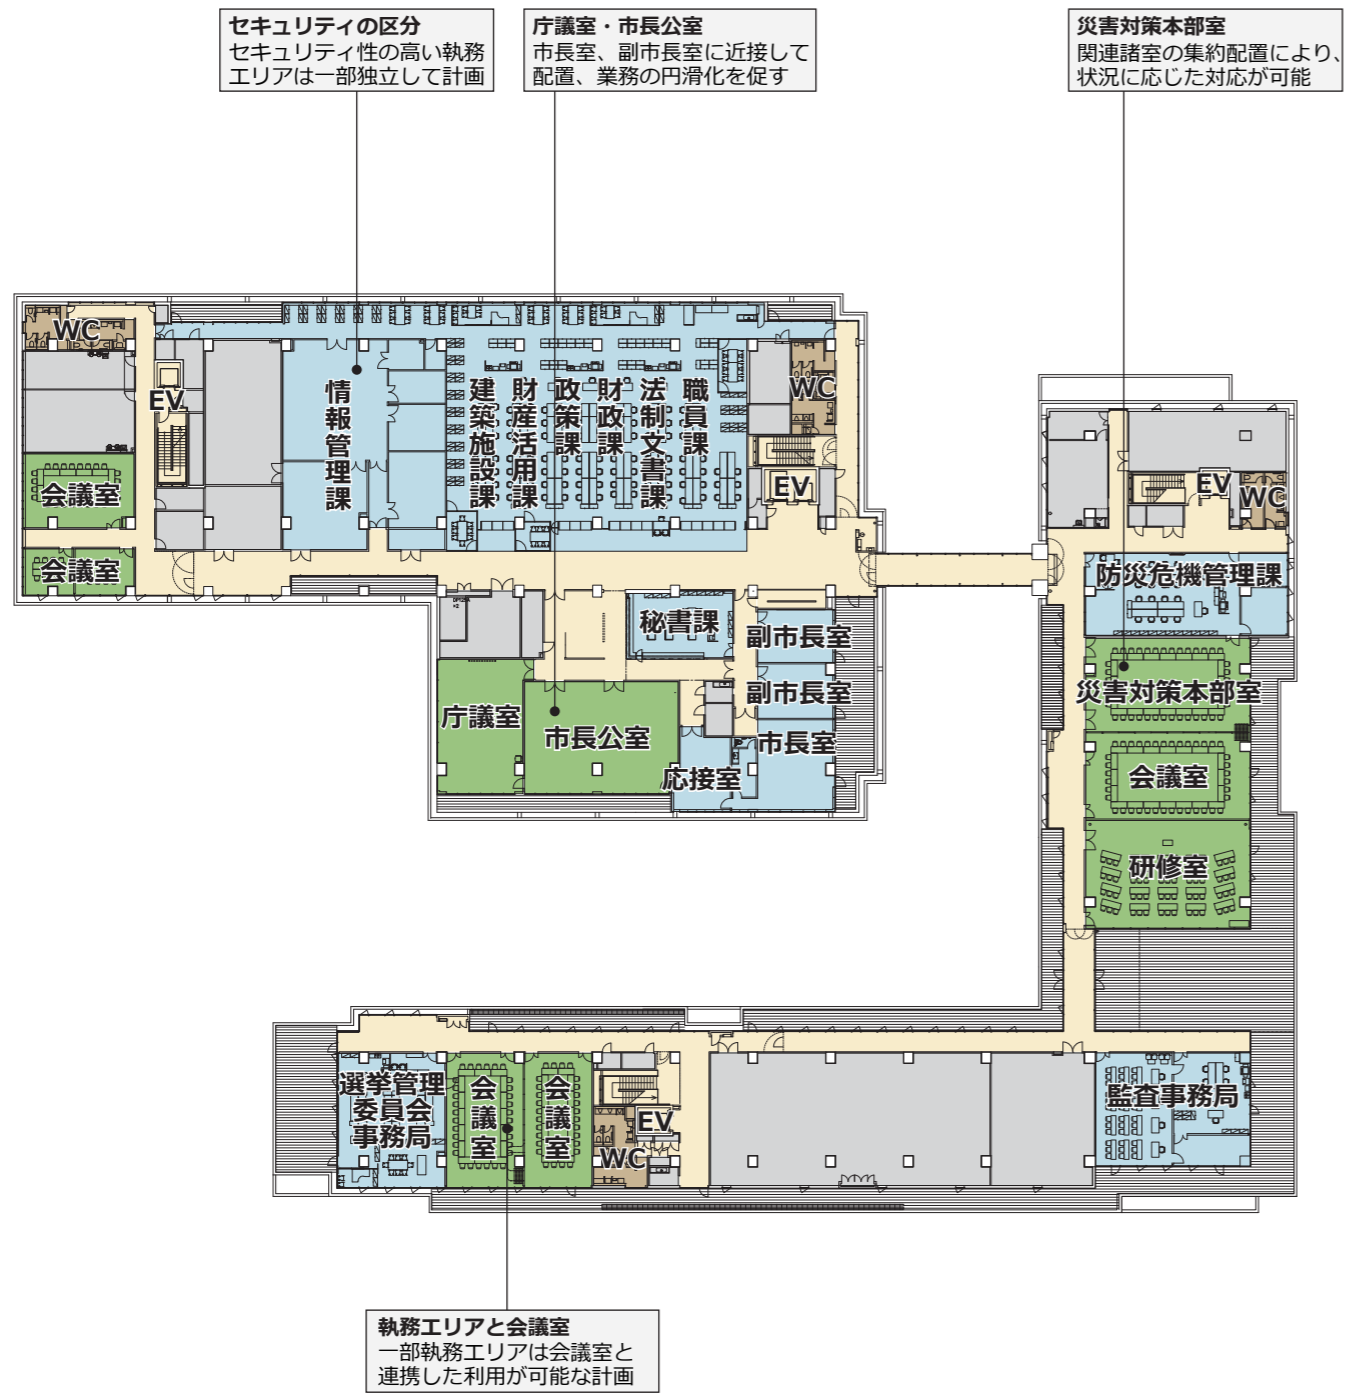 セキュリティの区分
セキュリティ性の高い執務
エリアは一部独立して計画
庁議室・市長公室
市長室、副市長室に近接して
配置、業務の円滑化を促す
災害対策本部室
関連諸室の集約配置により、
状況に応じた対応が可能
WC
EV
会議室
会議室
情報管理課
建築施設課
財産活用課
政策課
財政課
法制文書課
職員課
WC
EV
秘書課
副市長室
副市長室
市長室
庁議室
市長公室
応接室
EV
WC
防災危機管理課
災害対策本部室
会議室
研修室
選挙管理
委員会
事務局
会議室
会議室
EV
WC
監査事務局
執務エリアと会議室
一部執務エリアは会議室と
連携した利用が可能な計画